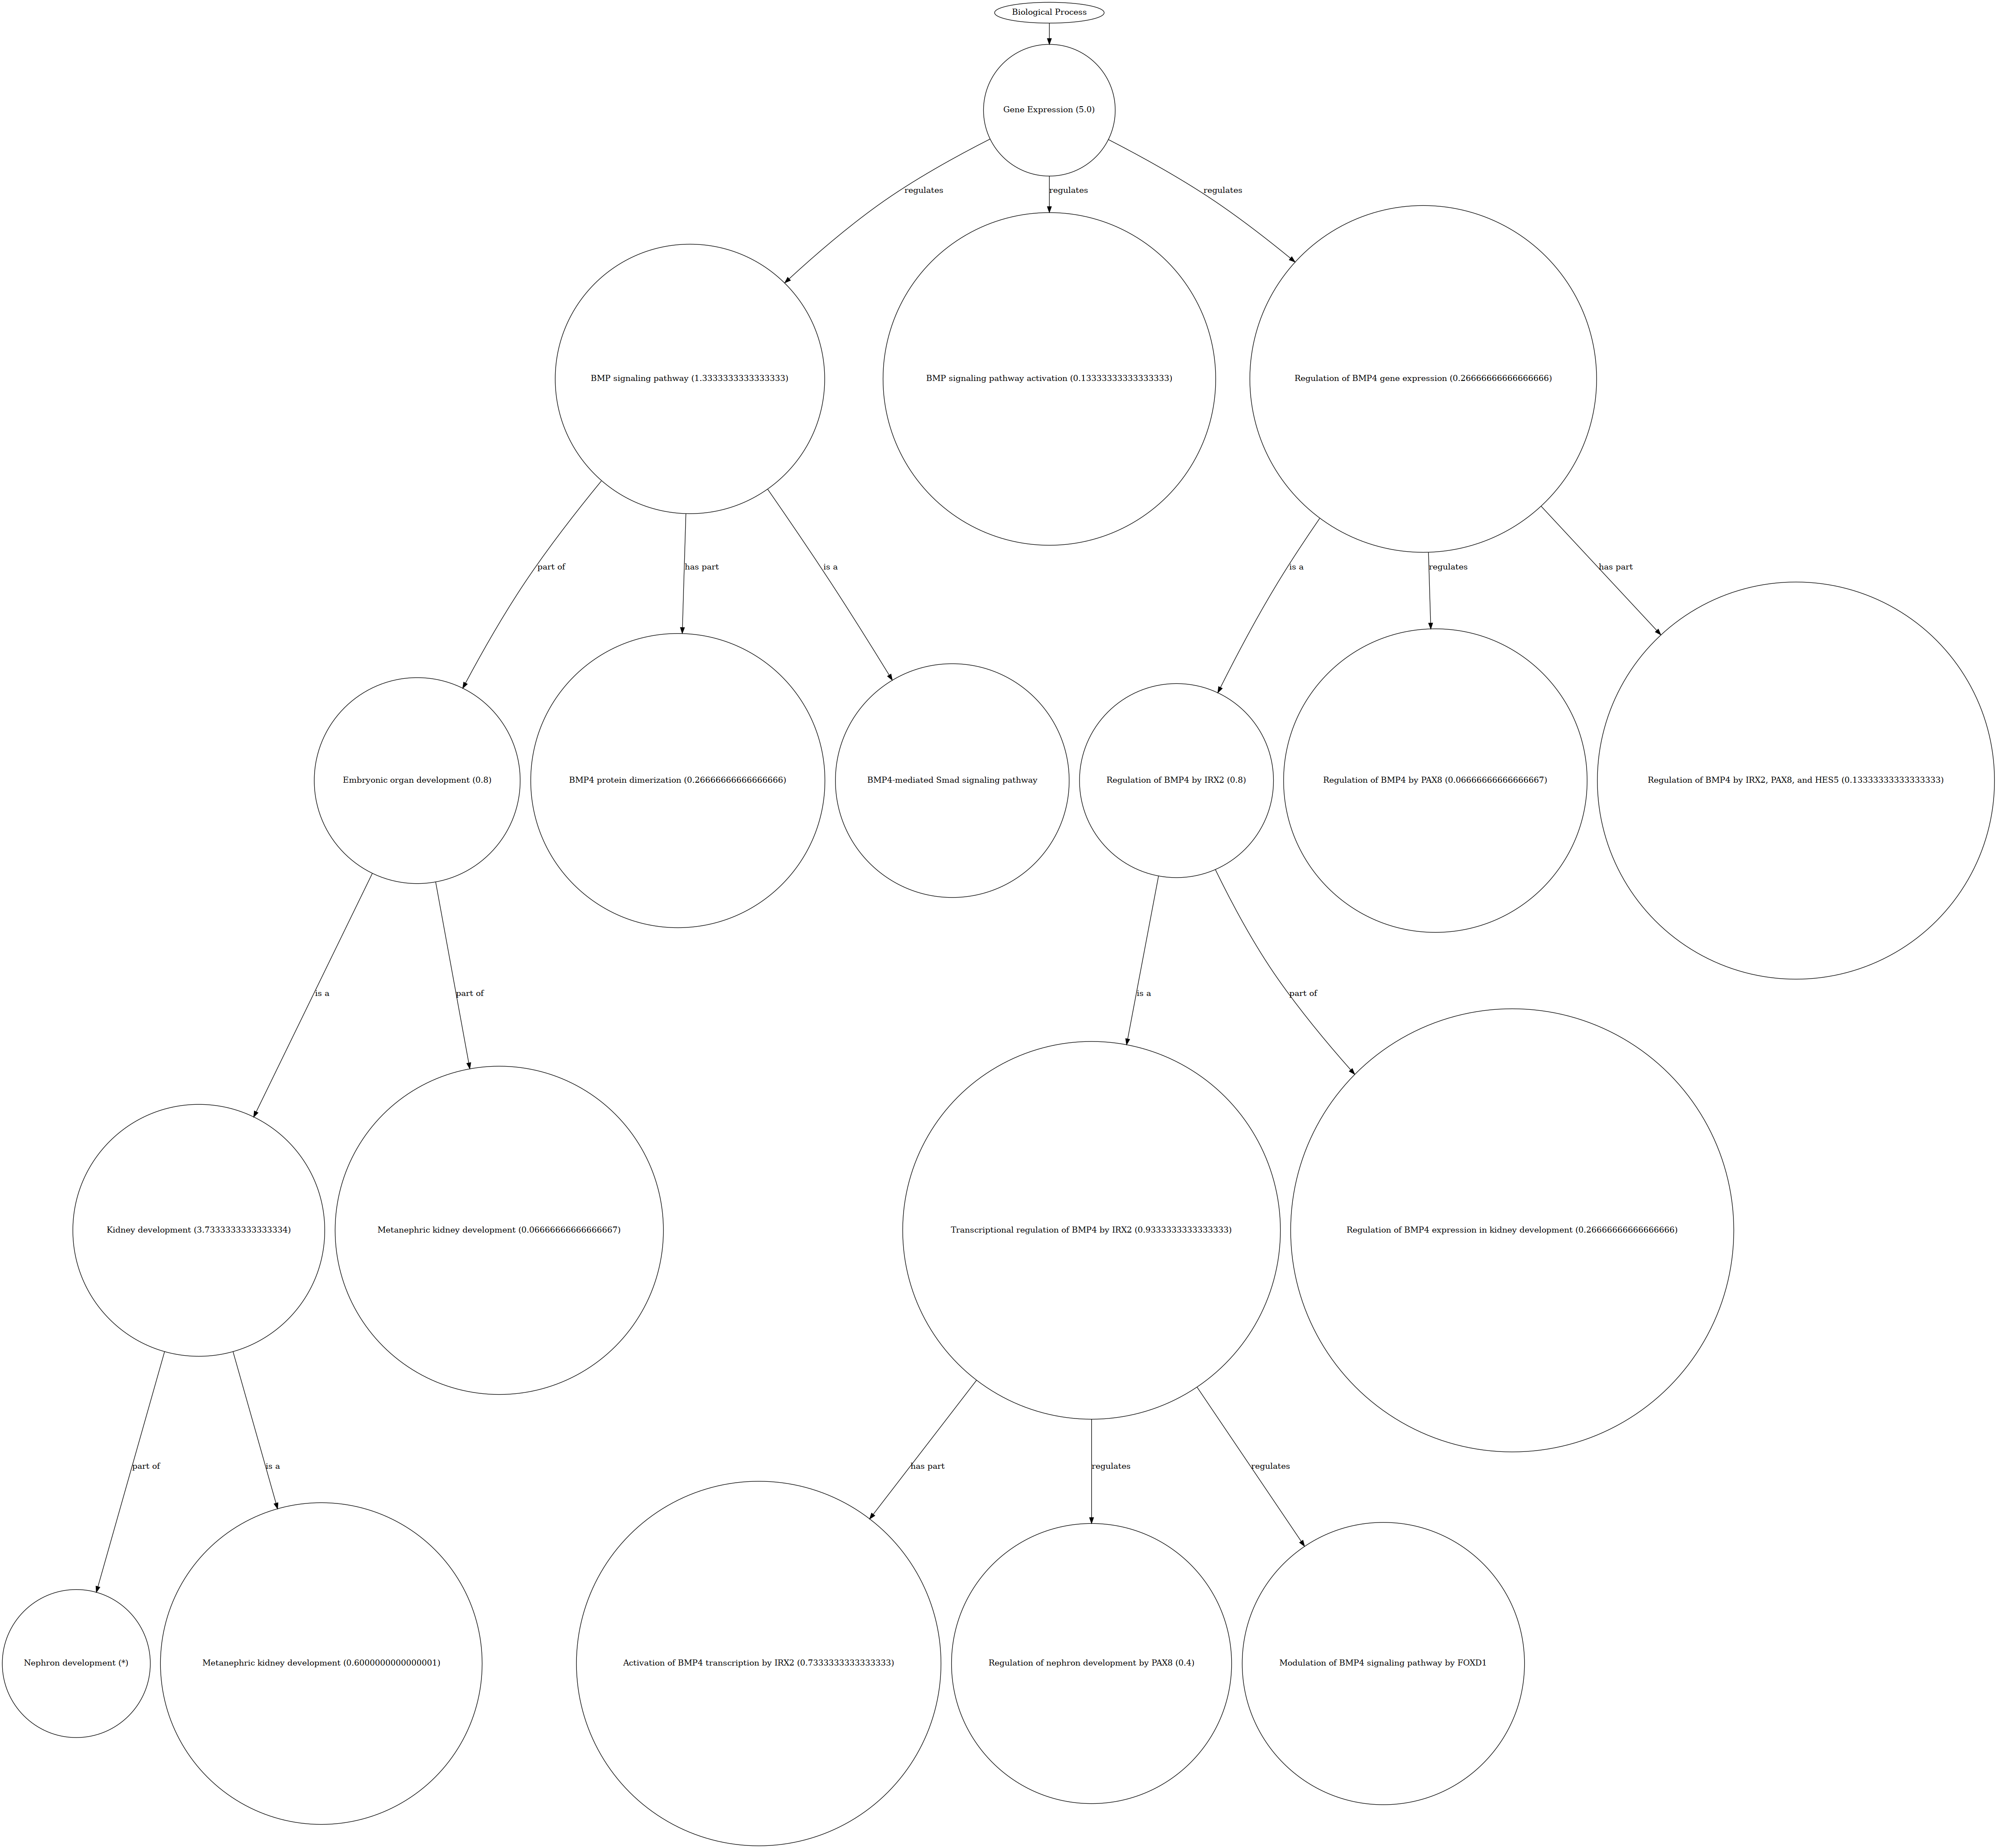 Biological Process
Gene Expression (5.0)
regulates
regulates
regulates
BMP signaling pathway (1.3333333333333333)
BMP signaling pathway activation (0.13333333333333333)
Regulation of BMP4 gene expression (0.26666666666666666)
part of
has part
is a
is a
regulates
has part
Embryonic organ development (0.8)
BMP4 protein dimerization (0.26666666666666666)
BMP4-mediated Smad signaling pathway
Regulation of BMP4 by IRX2 (0.8)
Regulation of BMP4 by PAX8 (0.06666666666666667)
Regulation of BMP4 by IRX2, PAX8, and HES5 (0.13333333333333333)
is a
part of
is a
part of
Kidney development (3.7333333333333334)
Metanephric kidney development (0.06666666666666667)
Transcriptional regulation of BMP4 by IRX2 (0.9333333333333333)
Regulation of BMP4 expression in kidney development (0.26666666666666666)
part of
is a
has part
regulates
regulates
Nephron development (*)
Metanephric kidney development (0.6000000000000001)
Activation of BMP4 transcription by IRX2 (0.7333333333333333)
Regulation of nephron development by PAX8 (0.4)
Modulation of BMP4 signaling pathway by FOXD1